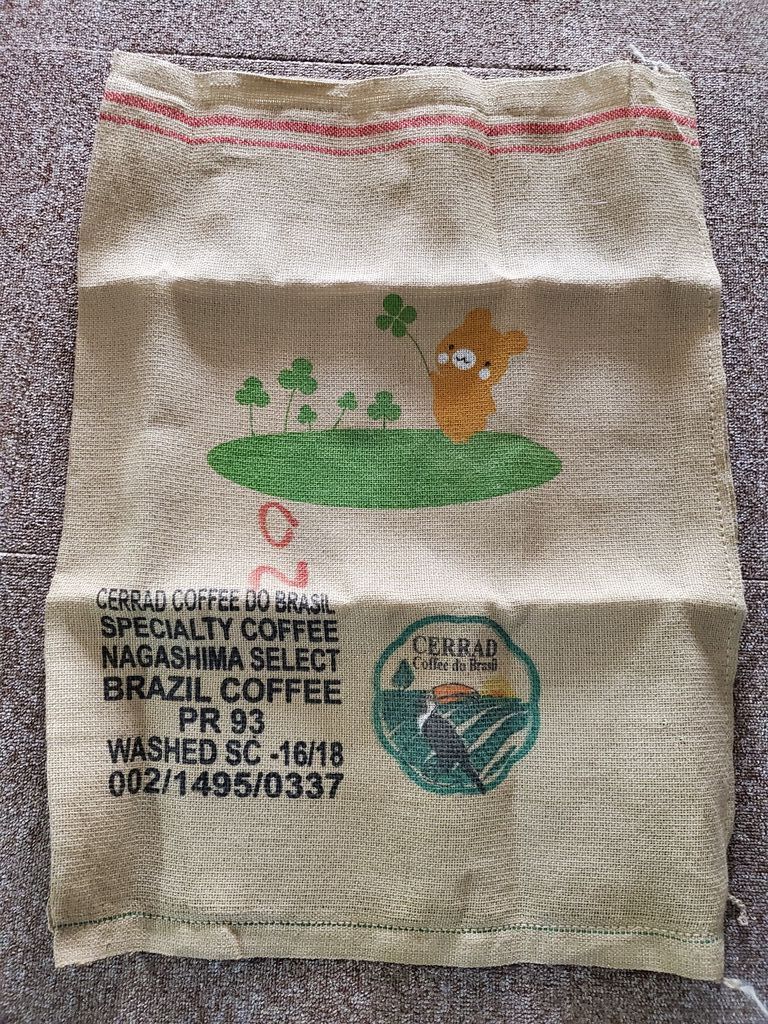 20
CERRAD COFFEE DO BRASIL
SPECIALTY COFFEE
NAGASHIMA SELECT
BRAZIL COFFEE
PR 93
WASHED SC -16/18
002/1495/0337
CERRAD
Coffee do Brasil